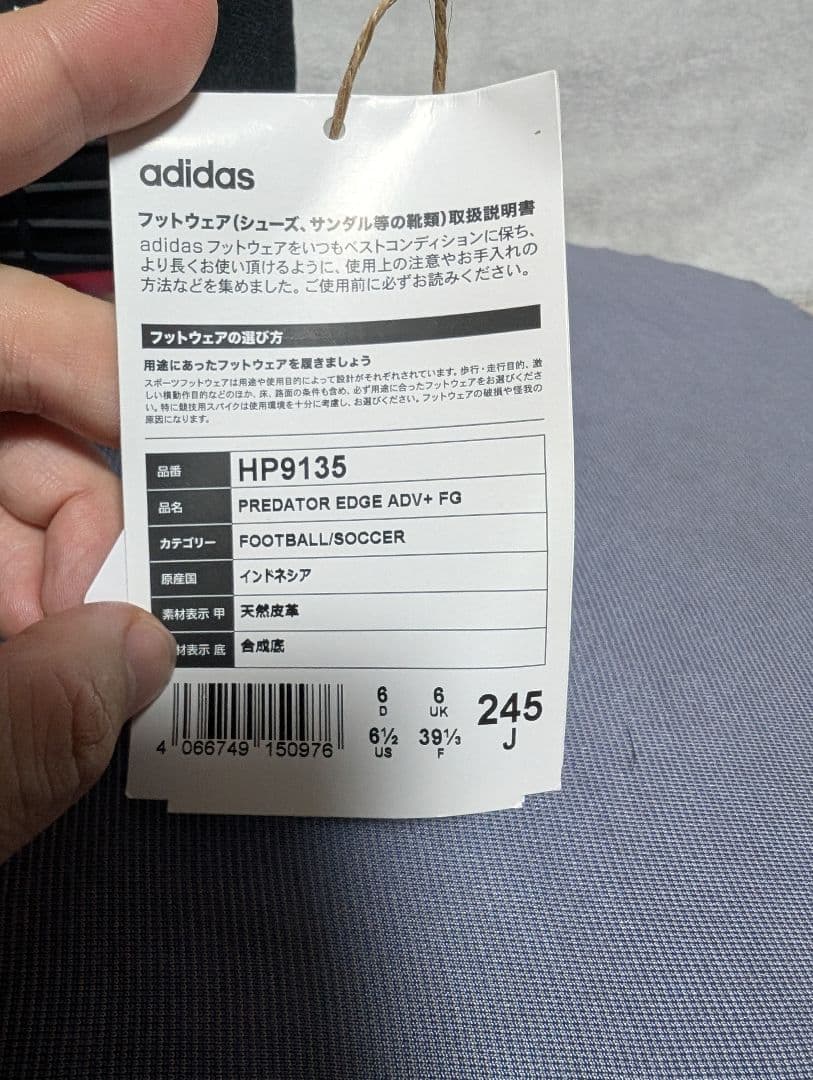 adidas
フットウェア(シューズ、サンダル等の靴類)取扱説明書
adidas フットウェアをいつもベストコンディションに保ち、
より長くお使い頂けるように、使用上の注意やお手入れの
方法などを集めました。ご使用前に必ずお読みください。
フットウェアの選び方
用途にあったフットウェアを履きましょう
スポーツフットウェアは用途や使用目的によって設計がそれぞれされています。歩行・走行目的、激
しい横動作目的などのほか、床、路面の条件も含め、必ず用途に合ったフットウェアをお選びくださ
い。特に競技用スパイクは使用環境を十分に考慮し、お選びください。フットウェアの破損や怪我の
原因になります。
品番 HP9135
品名 PREDATOR EDGE ADV+ FG
カテゴリー FOOTBALL/SOCCER
原産国 インドネシア
素材表示 甲 天然皮革
材表示 底 合成底
6 6 245
D UK J
6½ 39⅓
US F
4 066749 150976